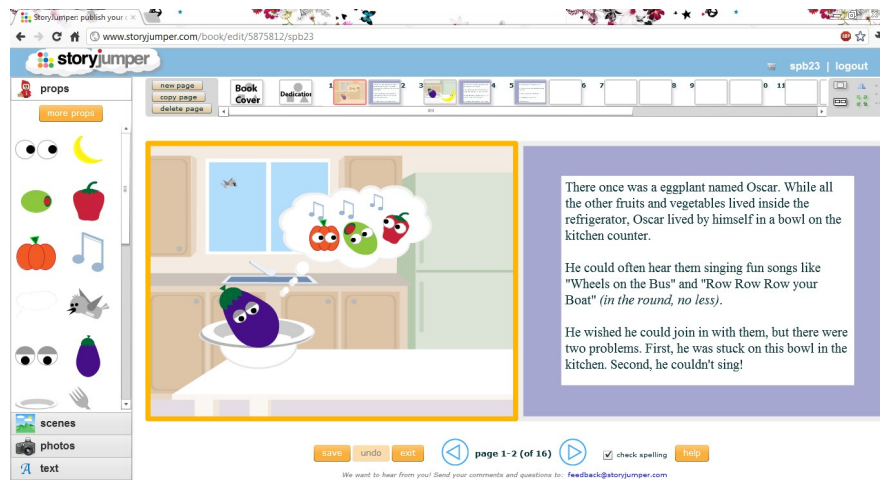 StoryJumper: publish your
www.storyjumper.com/book/edit/5875812/spb23
storyjumper
spb23 | logout
props
new page
copy page
delete page
Book
Cover
Dedication
1 2 3 4 5 6 7 8 9 0 11
more props
There once was a eggplant named Oscar. While all
the other fruits and vegetables lived inside the
refrigerator, Oscar lived by himself in a bowl on the
kitchen counter.
He could often hear them singing fun songs like
"Wheels on the Bus" and "Row Row Row your
Boat" (in the round, no less).
He wished he could join in with them, but there were
two problems. First, he was stuck on this bowl in the
kitchen. Second, he couldn't sing!
scenes
photos
text
save undo exit page 1-2 (of 16) check spelling help
We want to hear from you! Send your comments and questions to: feedback@storyjumper.com